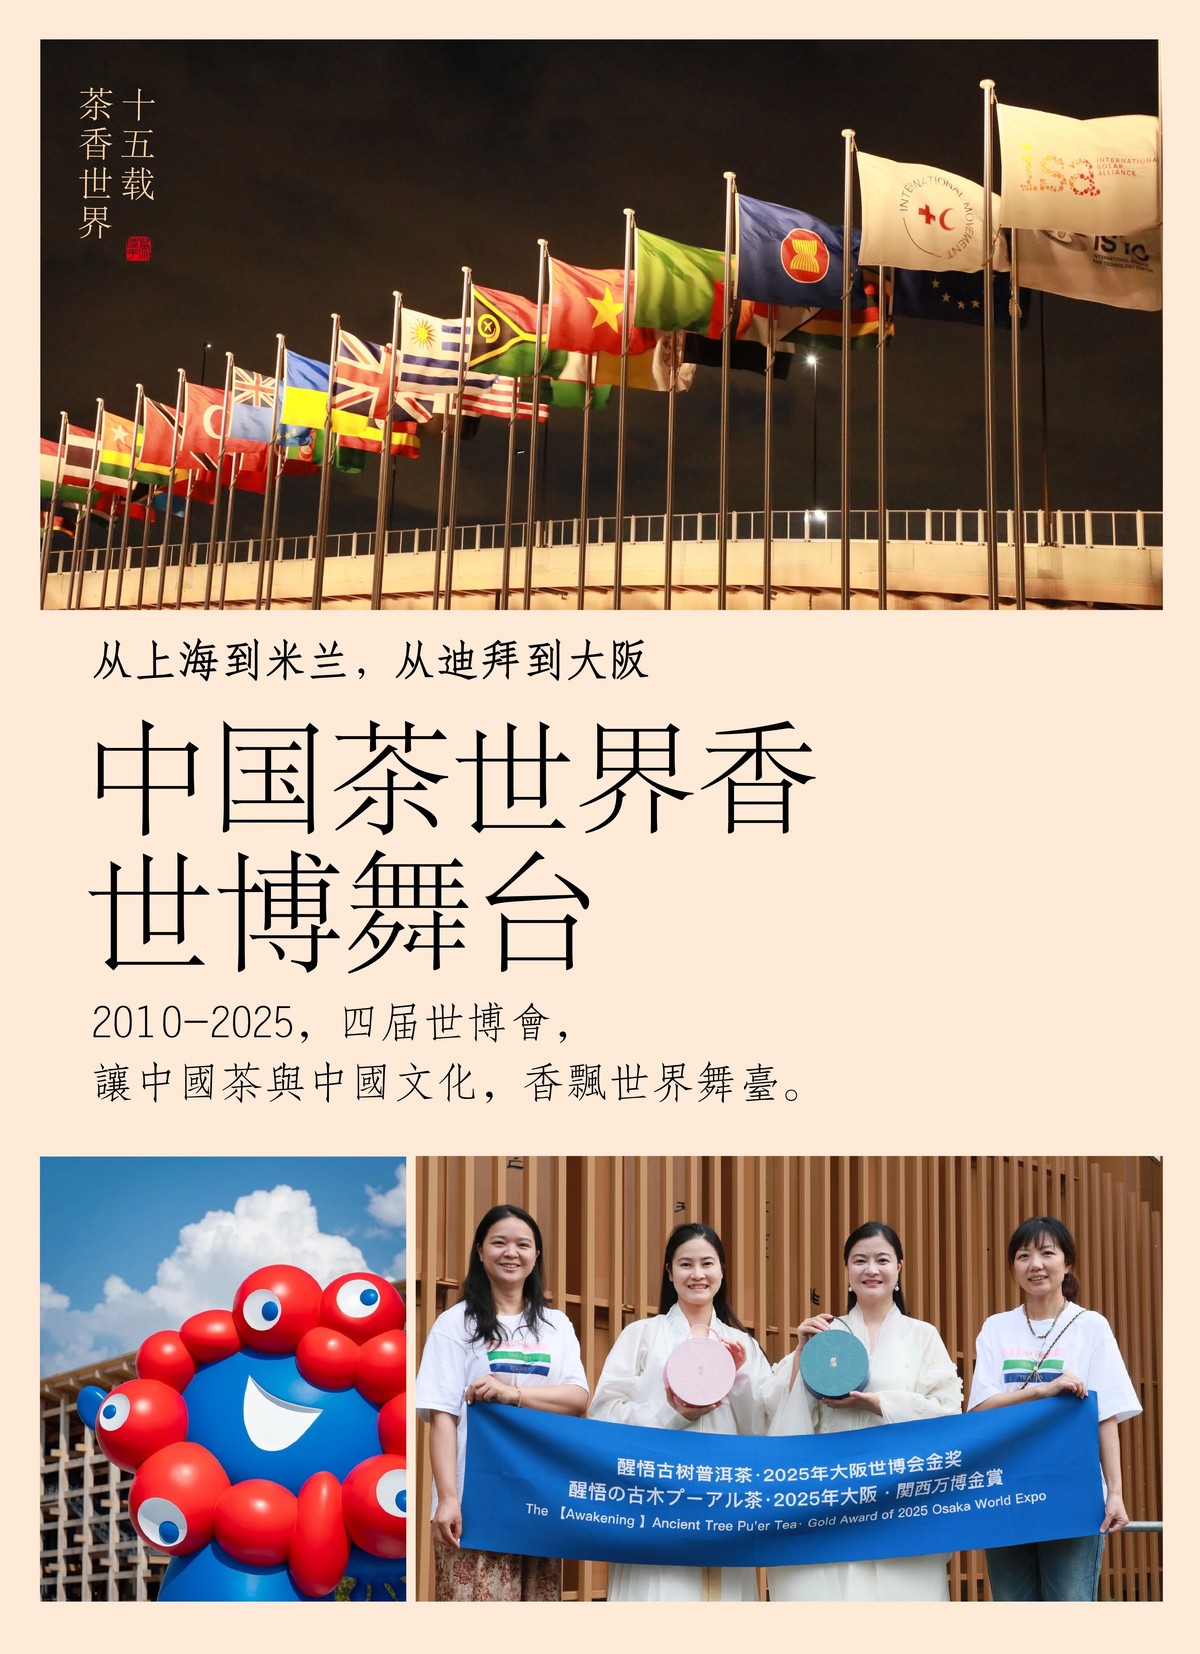 十五载
茶香世界
isa
INTERNATIONAL
SOLAR
ALLIANCE
INTERNATIONAL MOVEMENT
从上海到米兰，从迪拜到大阪
中国茶世界香
世博舞台
2010-2025，四届世博會，
讓中國茶與中國文化，香飄世界舞臺。
醒悟古树普洱茶·2025年大阪世博会金奖
醒悟の古木プーアル茶·2025年大阪·関西万博金賞
The 【Awakening 】Ancient Tree Pu'er Tea· Gold Award of 2025 Osaka World Expo